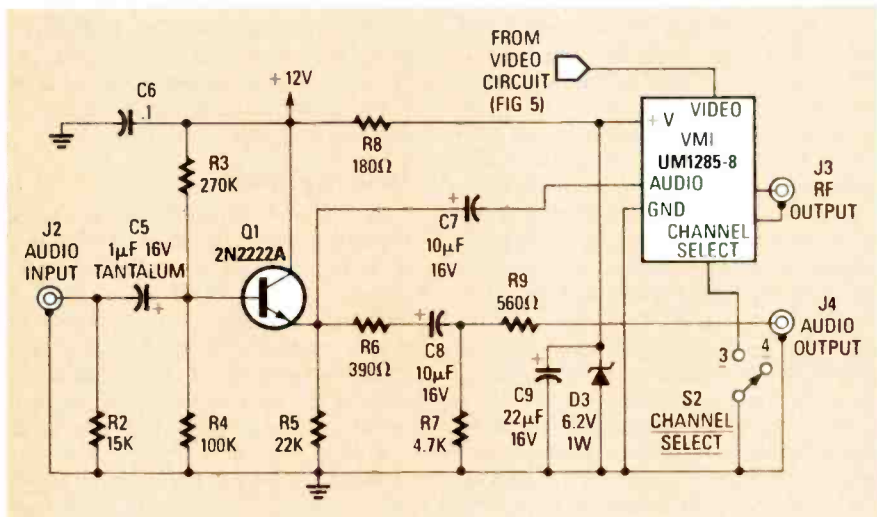 FROM
VIDEO
CIRCUIT
(FIG 5)
+12V
C6
.1
R8
180Ω
R3
270K
+V
VIDEO
VM1
UM1285-8
AUDIO
GND
CHANNEL
SELECT
J3
RF
OUTPUT
J2
AUDIO
INPUT
C5
1µF 16V
TANTALUM
+
Q1
2N2222A
+
C7
10µF
16V
R9
560Ω
J4
AUDIO
OUTPUT
R6
390Ω
+
C8
10µF
16V
3
4
R2
15K
R4
100K
R5
22K
R7
4.7K
+
C9
22µF
16V
D3
6.2V
1W
S2
CHANNEL
SELECT